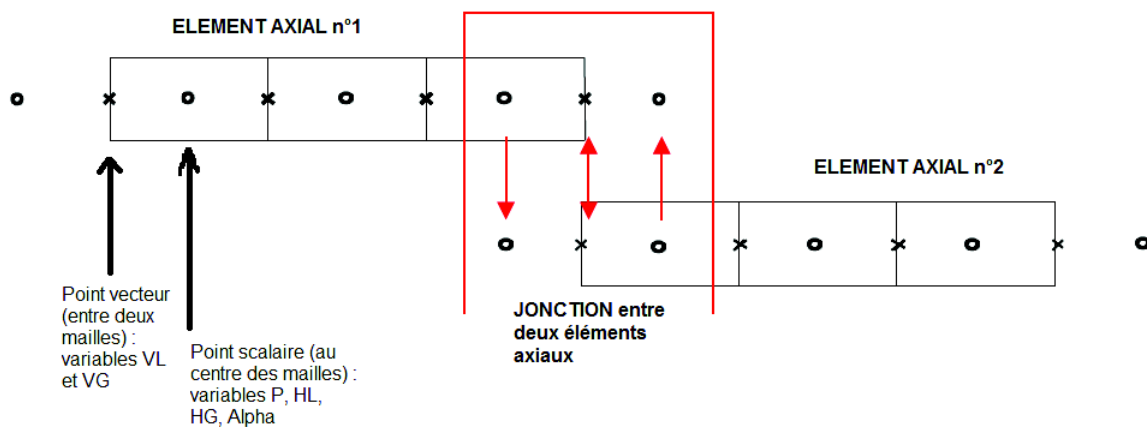 ELEMENT AXIAL n°1
ELEMENT AXIAL n°2
Point vecteur
(entre deux
mailles) :
variables VL
et VG
Point scalaire (au
centre des mailles) :
variables P, HL,
HG, Alpha
JONCTION entre
deux éléments
axiaux